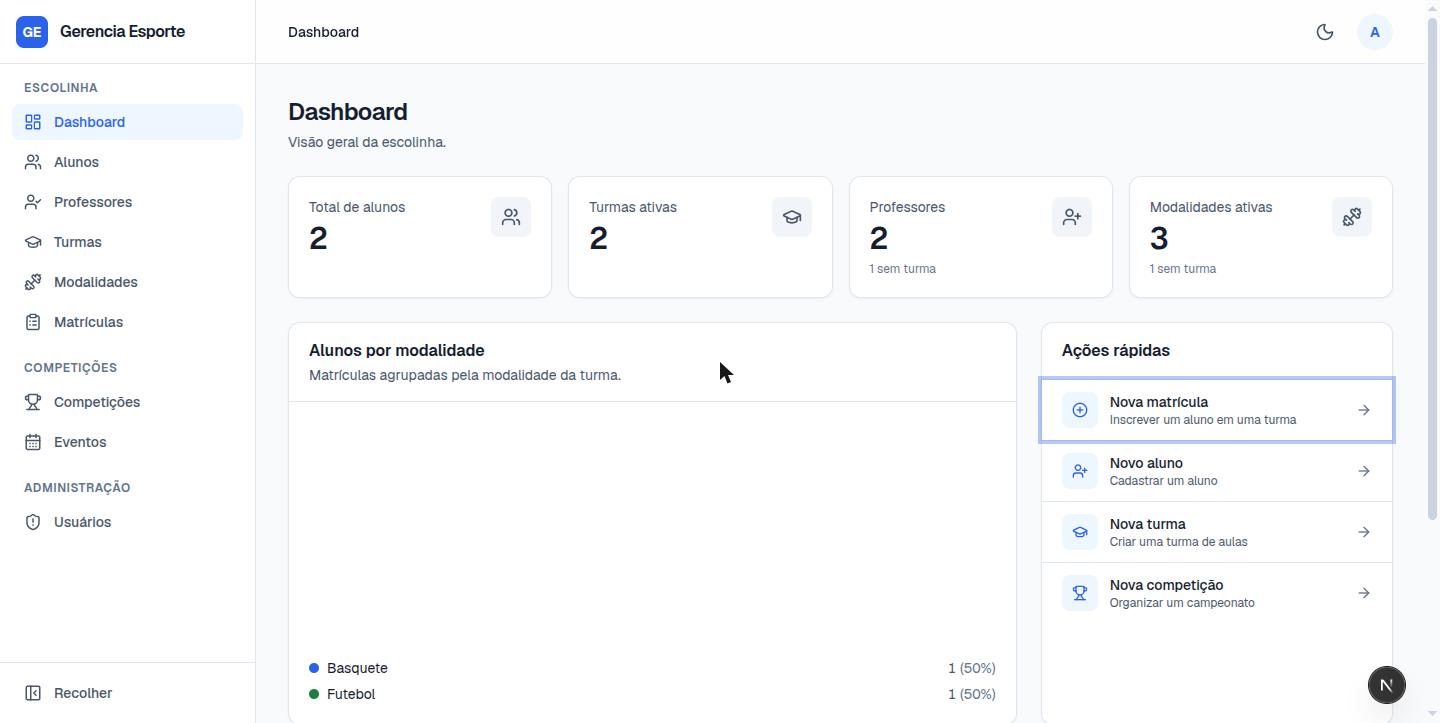 GE
Gerencia Esporte
Dashboard
A
ESCOLINHA
Dashboard
Alunos
Professores
Turmas
Modalidades
Matrículas
COMPETIÇÕES
Competições
Eventos
ADMINISTRAÇÃO
Usuários
Recolher
Dashboard
Visão geral da escolinha.
Total de alunos
2
Turmas ativas
2
Professores
2
1 sem turma
Modalidades ativas
3
1 sem turma
Alunos por modalidade
Matrículas agrupadas pela modalidade da turma.
Basquete 1 (50%)
Futebol 1 (50%)
Ações rápidas
Nova matrícula
Inscrever um aluno em uma turma
Novo aluno
Cadastrar um aluno
Nova turma
Criar uma turma de aulas
Nova competição
Organizar um campeonato
N